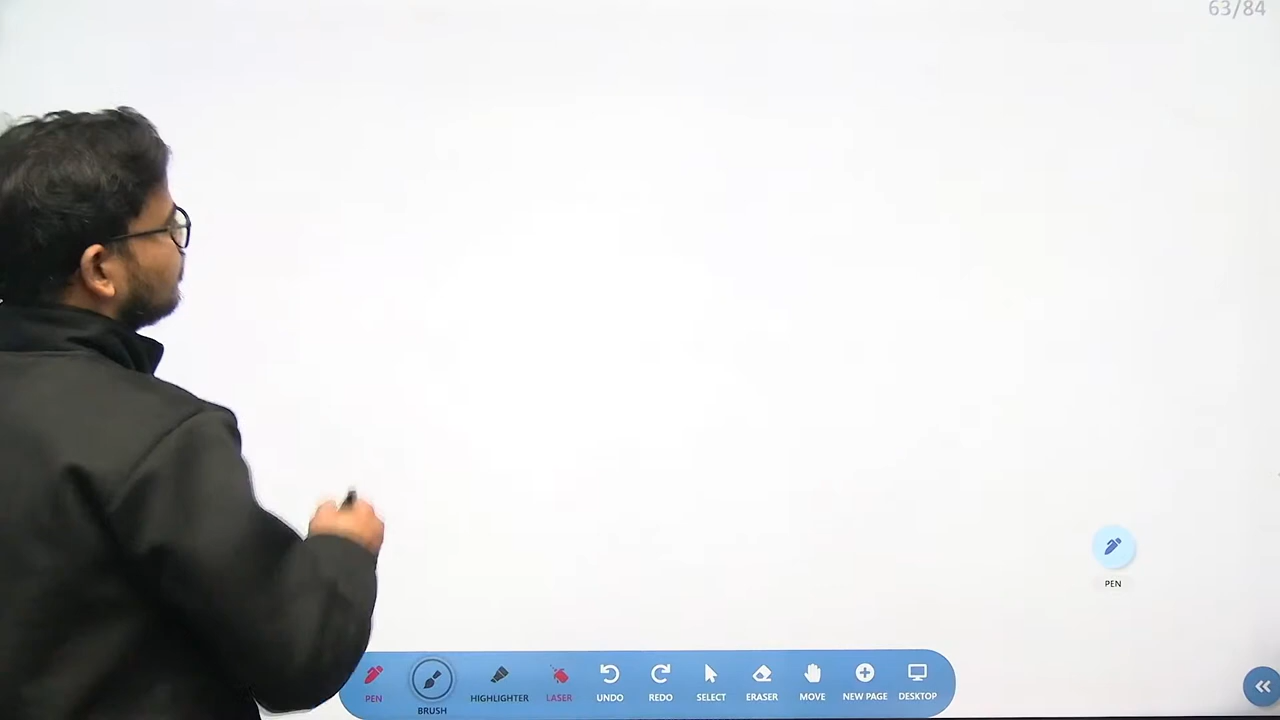 63/84
PEN
PEN
BRUSH
HIGHLIGHTER
LASER
UNDO
REDO
SELECT
ERASER
MOVE
NEW PAGE
DESKTOP